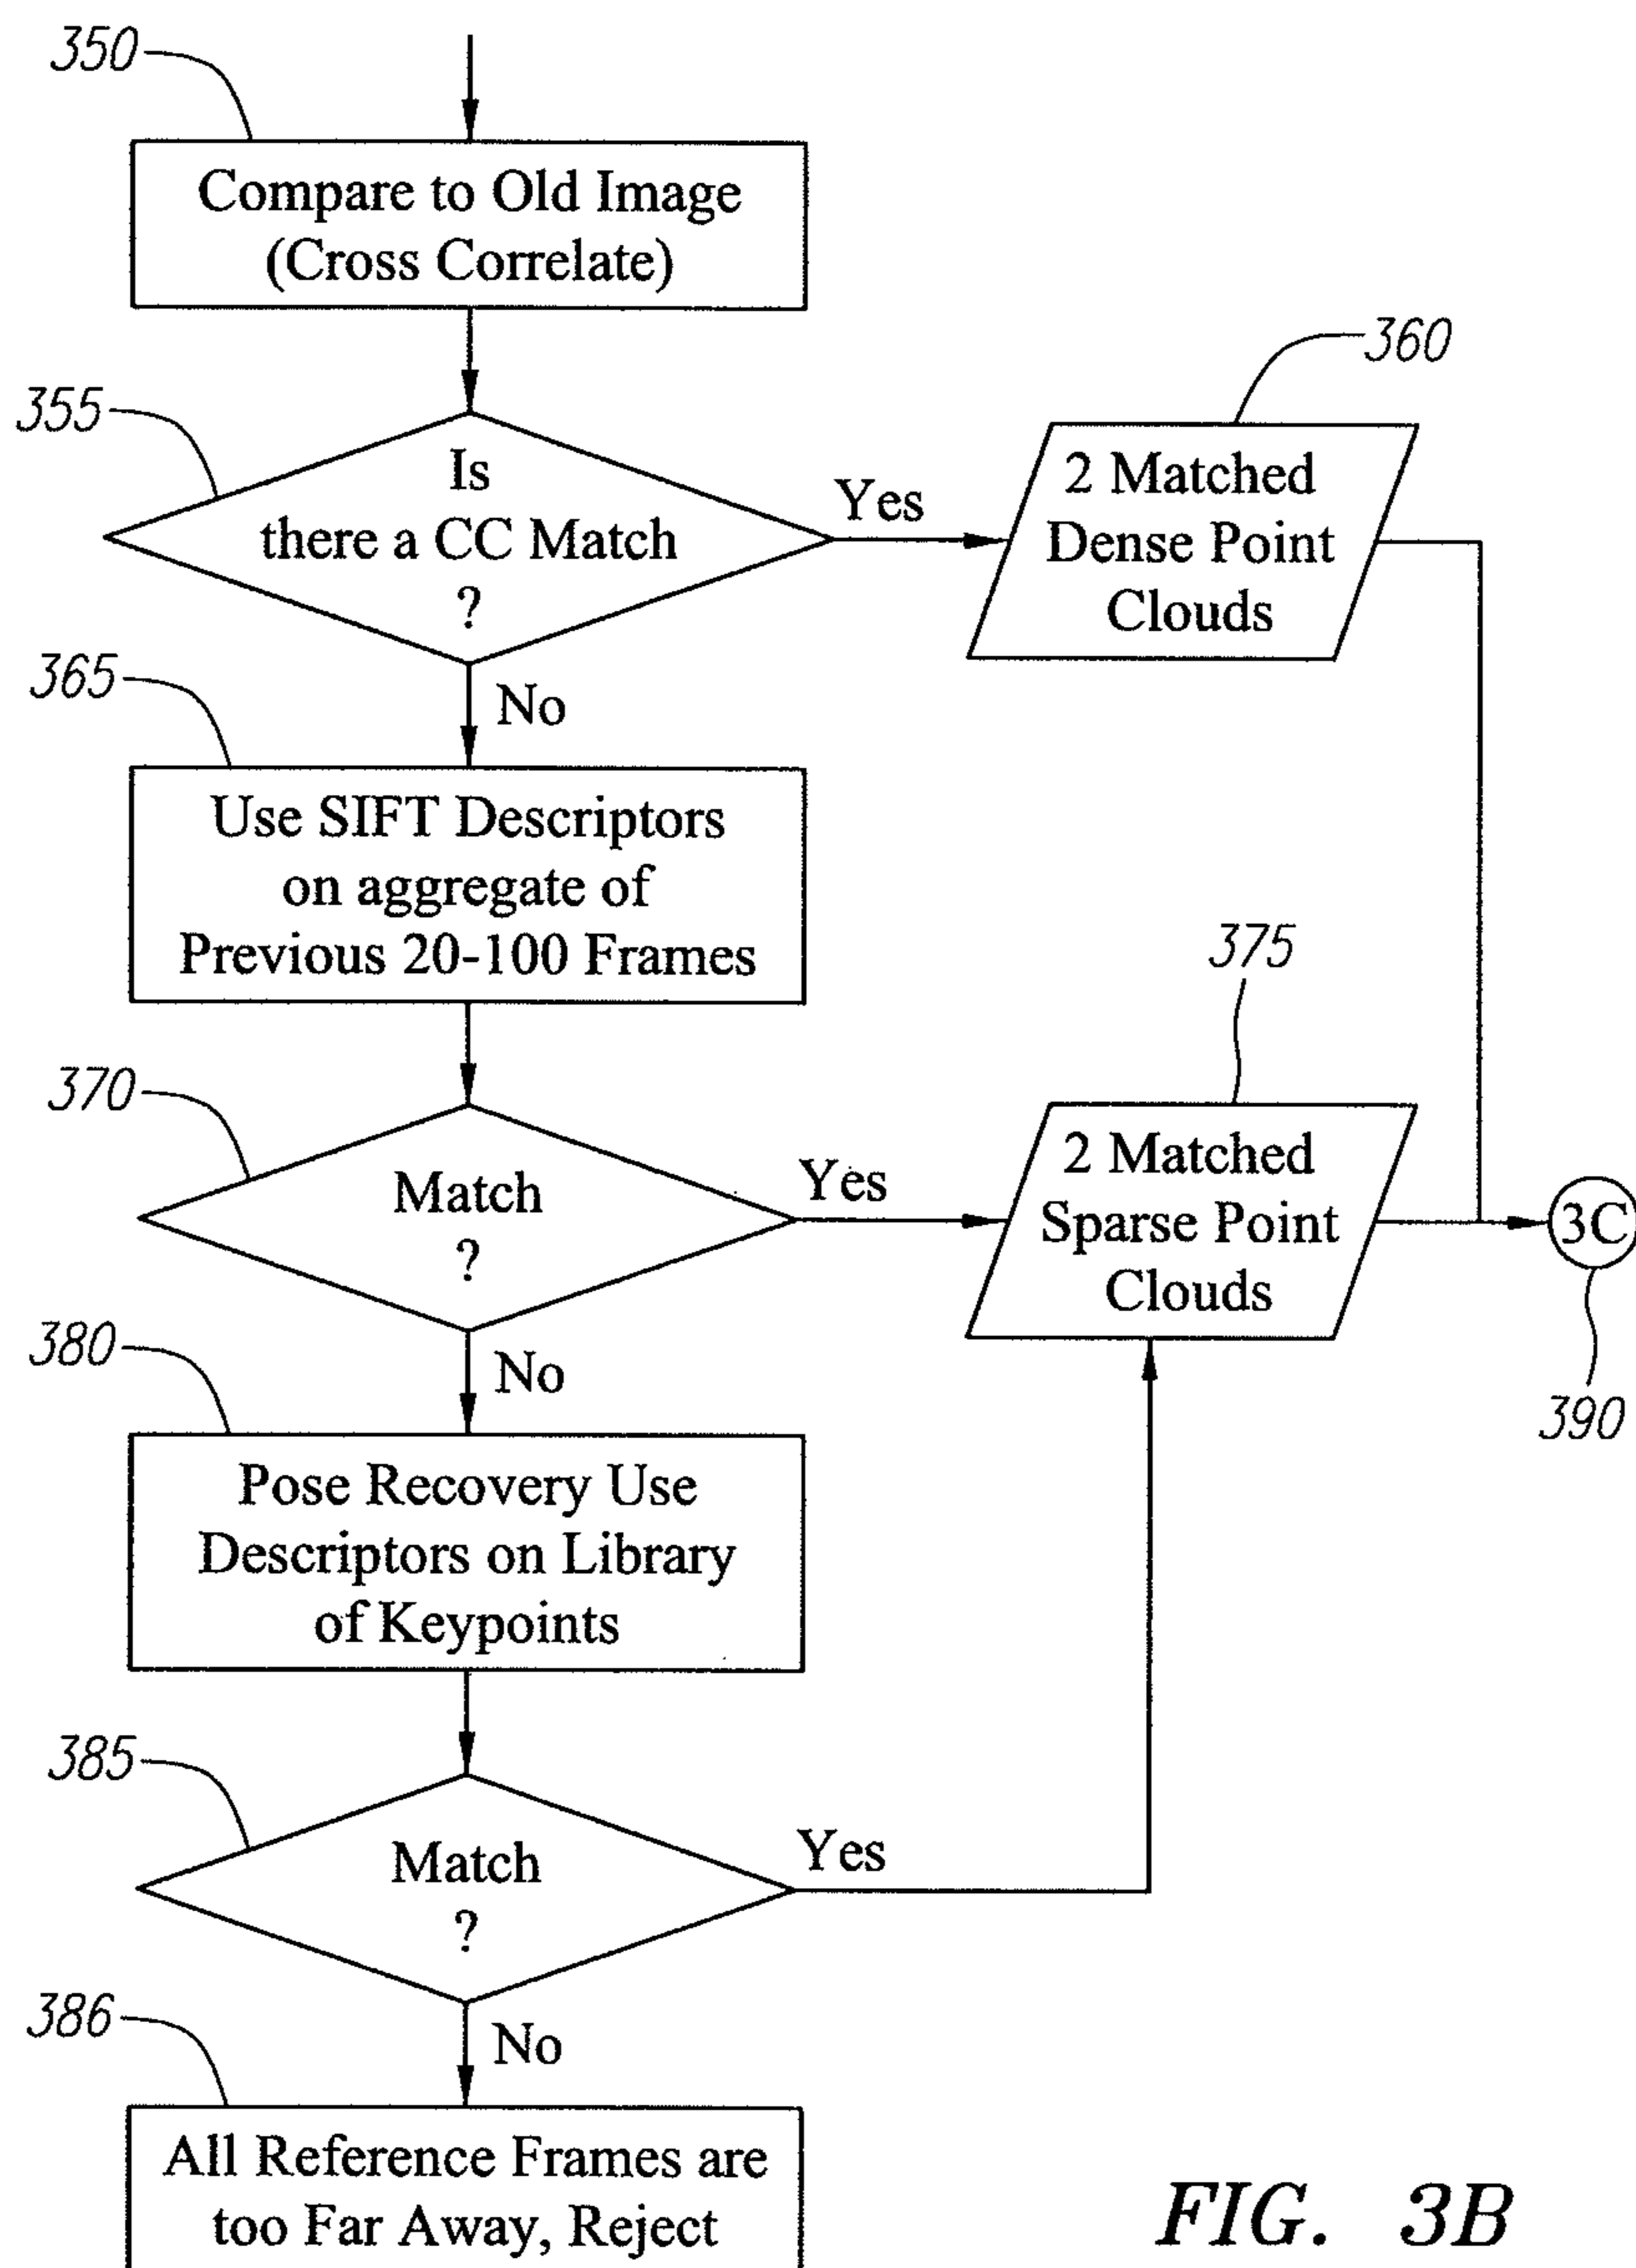 350
Compare to Old Image
(Cross Correlate)
355
Is
there a CC Match
?
Yes
360
2 Matched
Dense Point
Clouds
365
No
Use SIFT Descriptors
on aggregate of
Previous 20-100 Frames
370
Match
?
Yes
375
2 Matched
Sparse Point
Clouds
3C
390
380
No
Pose Recovery Use
Descriptors on Library
of Keypoints
385
Match
?
Yes
386
No
All Reference Frames are
too Far Away, Reject
FIG. 3B